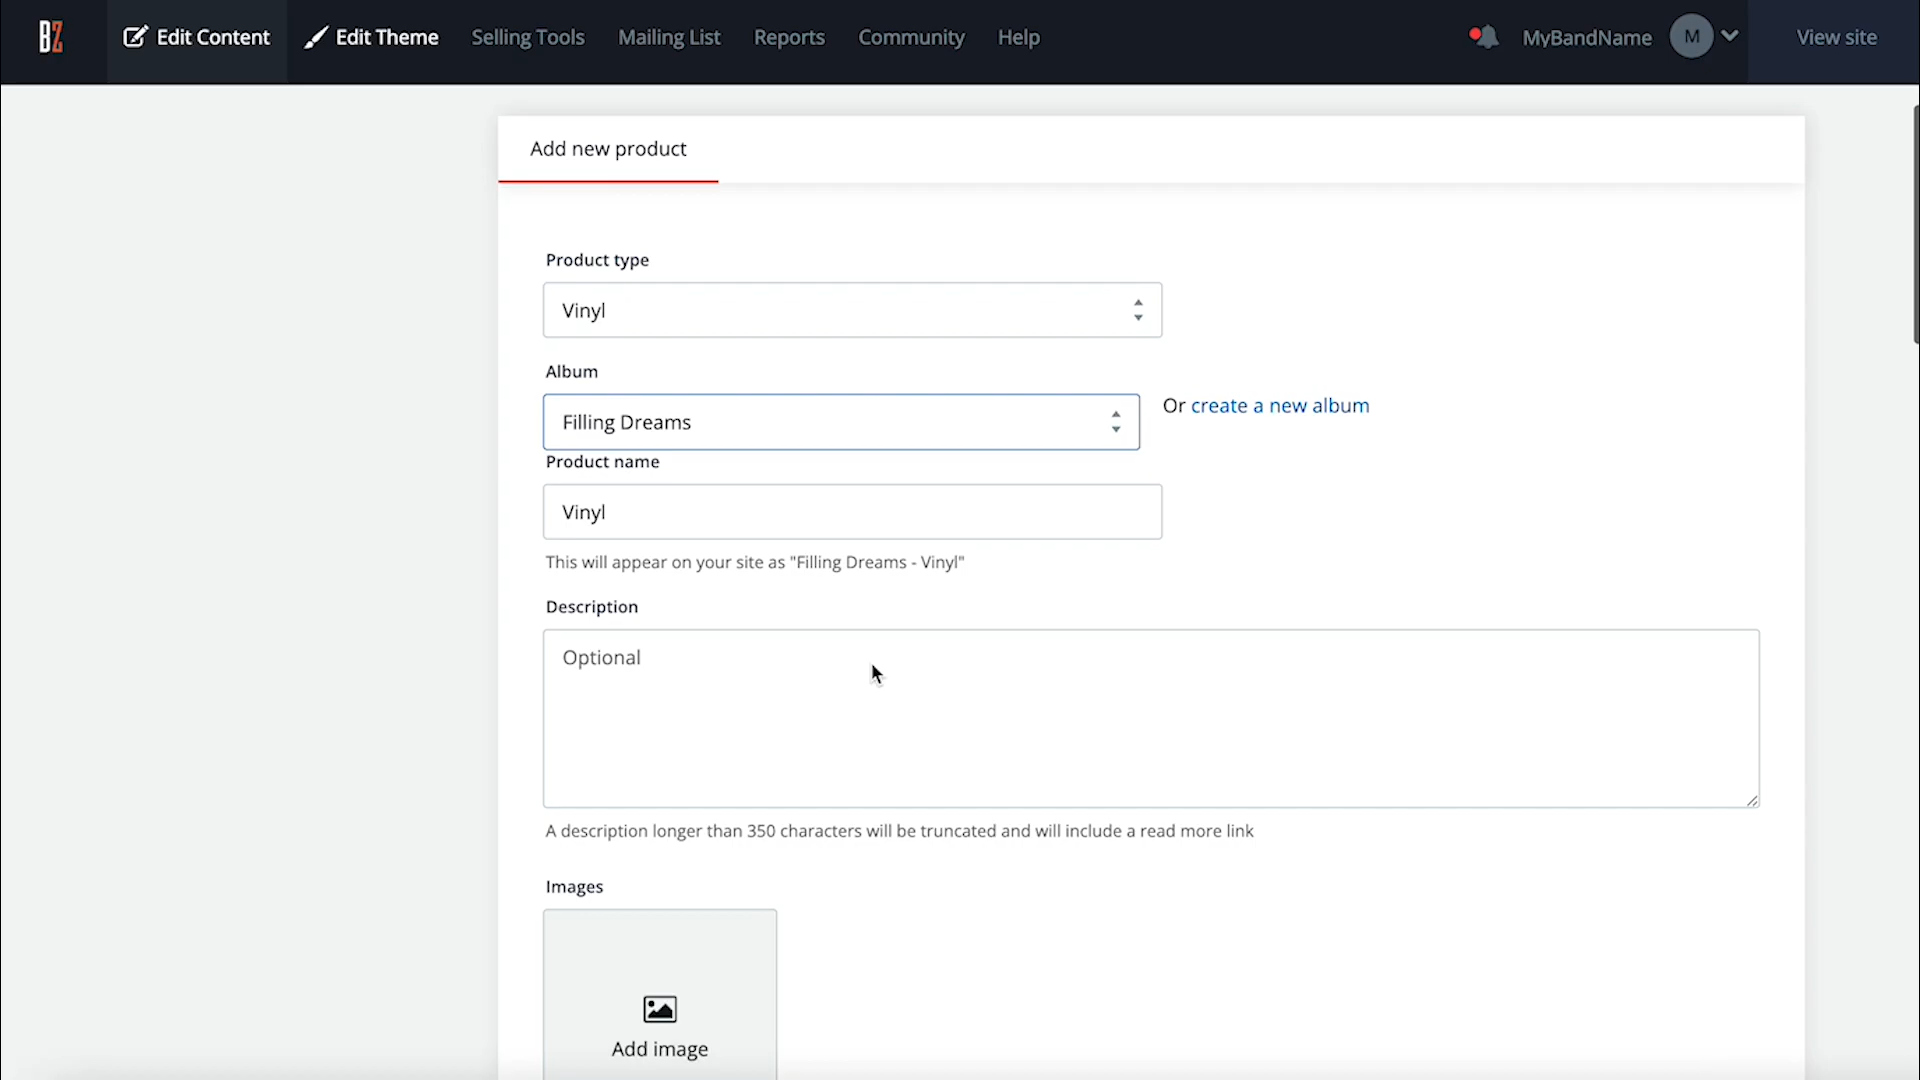 BZ Edit Content Edit Theme Selling Tools Mailing List Reports Community Help MyBandName M View site
Add new product
Product type
Vinyl
Album
Filling Dreams
Or create a new album
Product name
Vinyl
This will appear on your site as "Filling Dreams - Vinyl"
Description
Optional
A description longer than 350 characters will be truncated and will include a read more link
Images
Add image